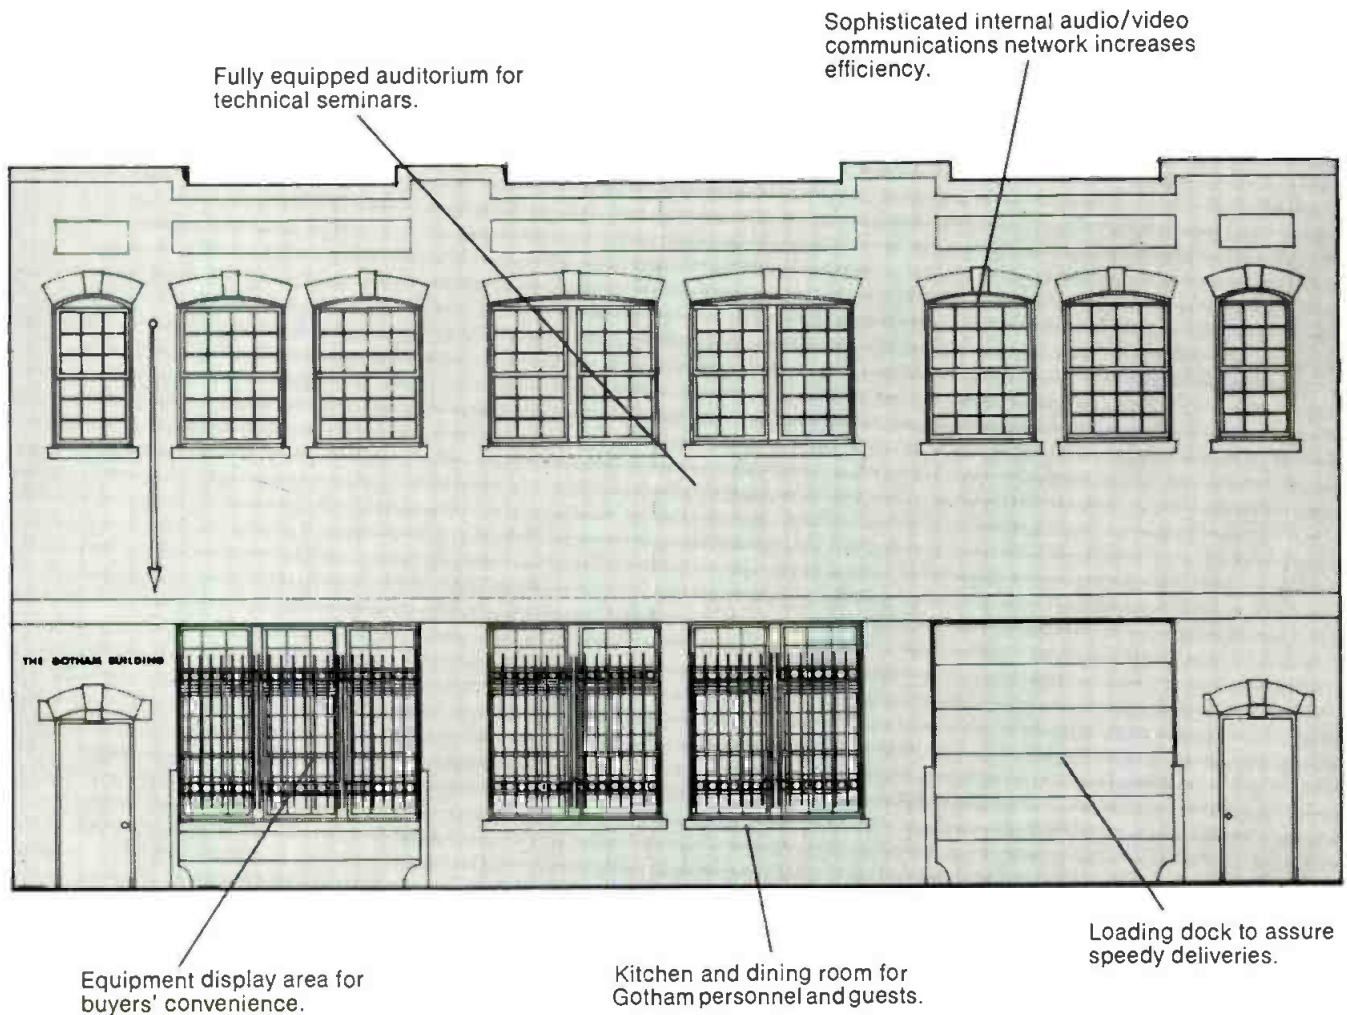 Sophisticated internal audio/video
communications network increases
efficiency.
Fully equipped auditorium for
technical seminars.
THE GOTHAM BUILDING
Equipment display area for
buyers' convenience.
Kitchen and dining room for
Gotham personnel and guests.
Loading dock to assure
speedy deliveries.